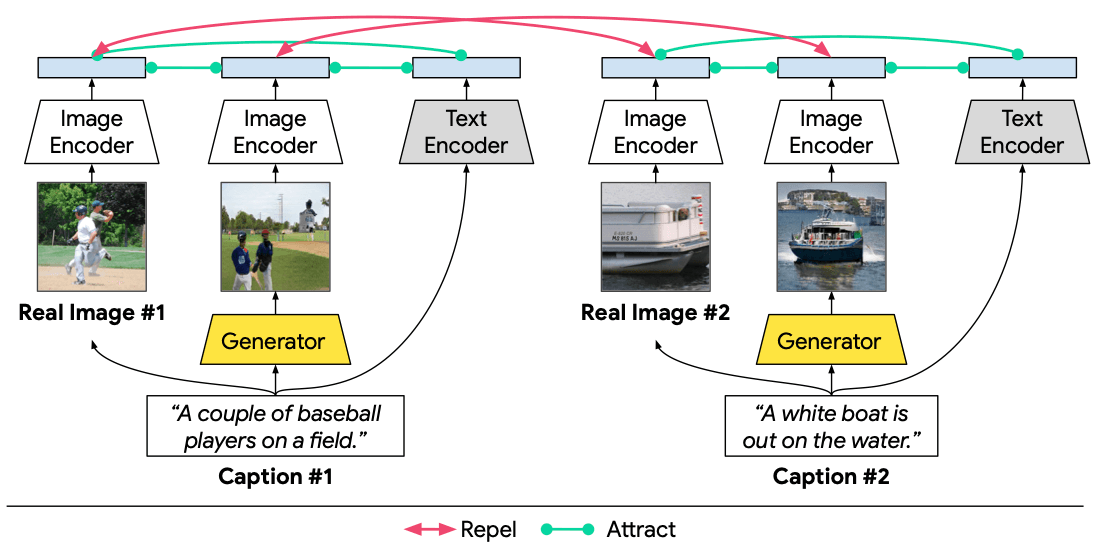 Image
Encoder
Image
Encoder
Text
Encoder
Image
Encoder
Image
Encoder
Text
Encoder
Real Image #1
Real Image #2
Generator
Generator
“A couple of baseball
players on a field.”
“A white boat is
out on the water.”
Caption #1
Caption #2
Repel
Attract